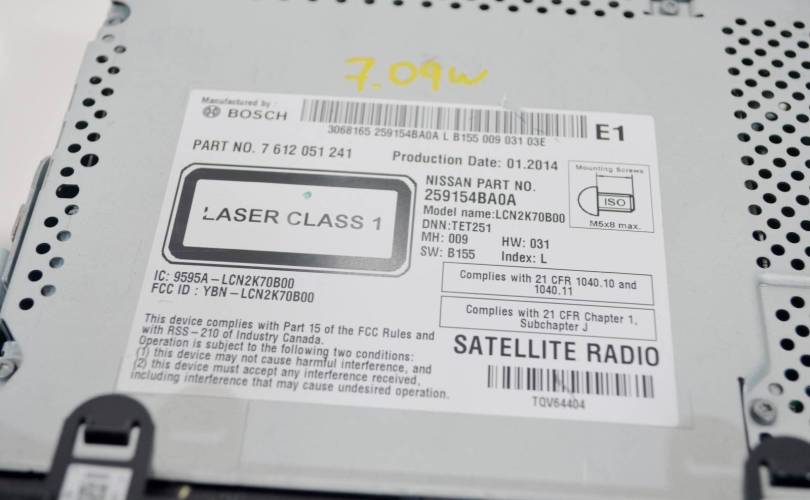 7.09W
Manufactured by :
BOSCH
3068165 259154BA0A L B155 009 031 03E
E1
PART NO. 7 612 051 241
Production Date: 01.2014
LASER CLASS 1
NISSAN PART NO.
259154BA0A
Model name:LCN2K70B00
DNN:TET251
MH: 009 HW: 031
SW: B155 Index: L
Mounting Screws
ISO
M5x8 max.
IC: 9595A-LCN2K70B00
FCC ID : YBN-LCN2K70B00
Complies with 21 CFR 1040.10 and
1040.11
Complies with 21 CFR Chapter 1,
Subchapter J
This device complies with Part 15 of the FCC Rules and
with RSS-210 of Industry Canada.
Operation is subject to the following two conditions:
(1) this device may not cause harmful interference, and
(2) this device must accept any interference received,
including interference that may cause undesired operation.
SATELLITE RADIO
TQV64404